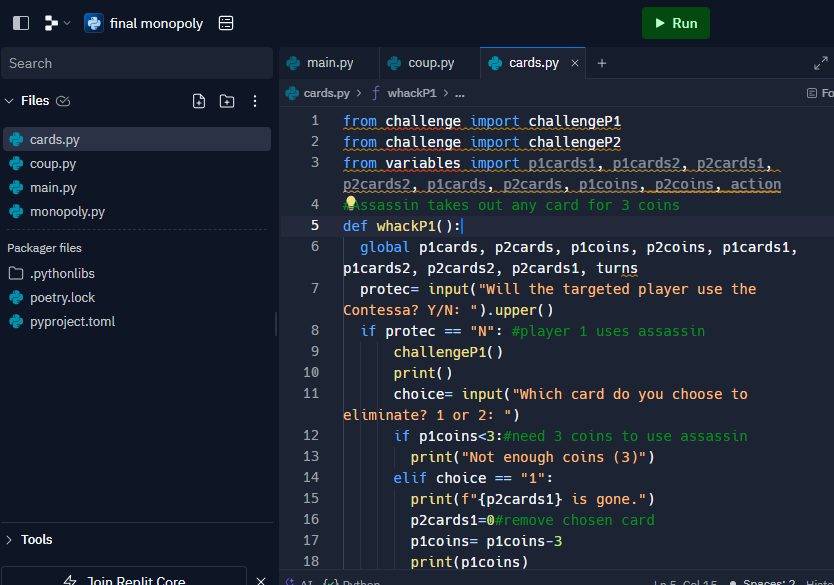 final monopoly
Run
Search
main.py
coup.py
cards.py
Files
cards.py
whackP1
...
Fo
cards.py
coup.py
main.py
monopoly.py
Packager files
.pythonlibs
poetry.lock
pyproject.toml
Tools
Join Replit Core
1 from challenge import challengeP1
2 from challenge import challengeP2
3 from variables import p1cards1, p1cards2, p2cards1,
p2cards2, p1cards, p2cards, p1coins, p2coins, action
4 #Assassin takes out any card for 3 coins
5 def whackP1():
6 global p1cards, p2cards, p1coins, p2coins, p1cards1,
p1cards2, p2cards2, p2cards1, turns
7 protec= input("Will the targeted player use the
Contessa? Y/N: ").upper()
8 if protec == "N": #player 1 uses assassin
9 challengeP1()
10 print()
11 choice= input("Which card do you choose to
eliminate? 1 or 2: ")
12 if p1coins<3:#need 3 coins to use assassin
13 print("Not enough coins (3)")
14 elif choice == "1":
15 print(f"{p2cards1} is gone.")
16 p2cards1=0#remove chosen card
17 p1coins= p1coins-3
18 print(p1coins)
AI
Python
Ln 5, Col 15
Spaces: 2